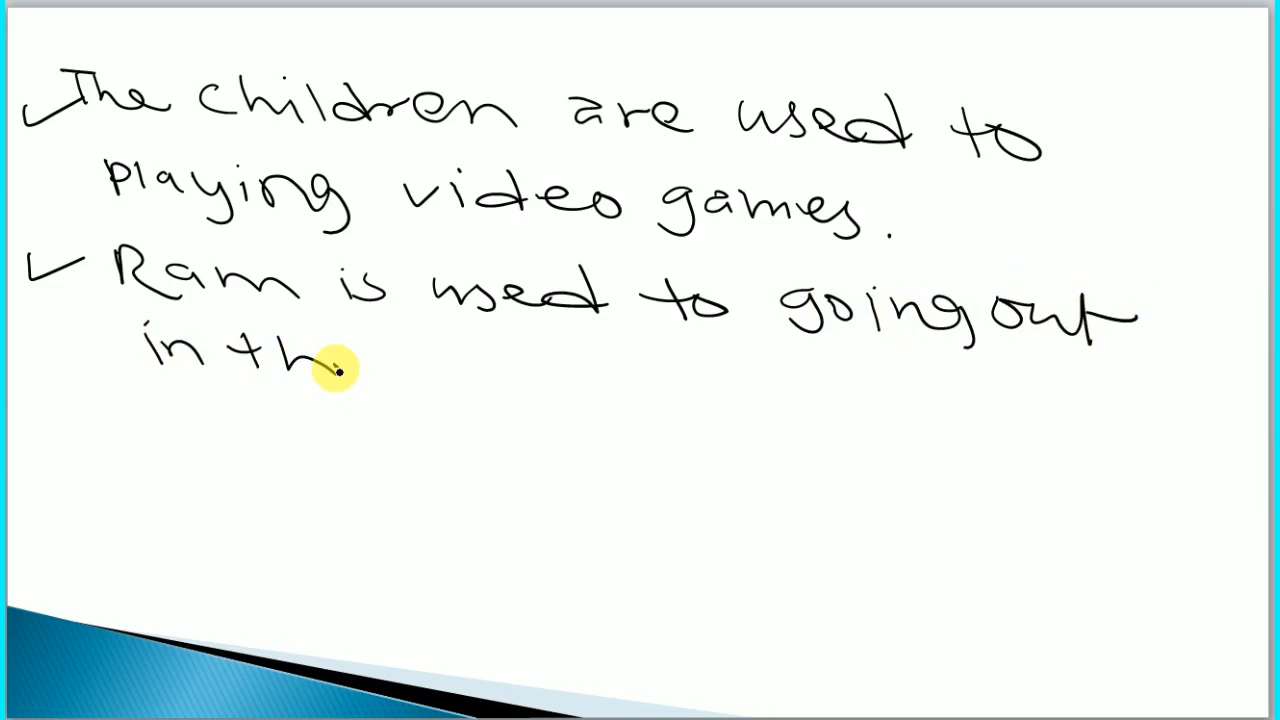 The children are used to
playing video games.
Ram is used to going out
in th